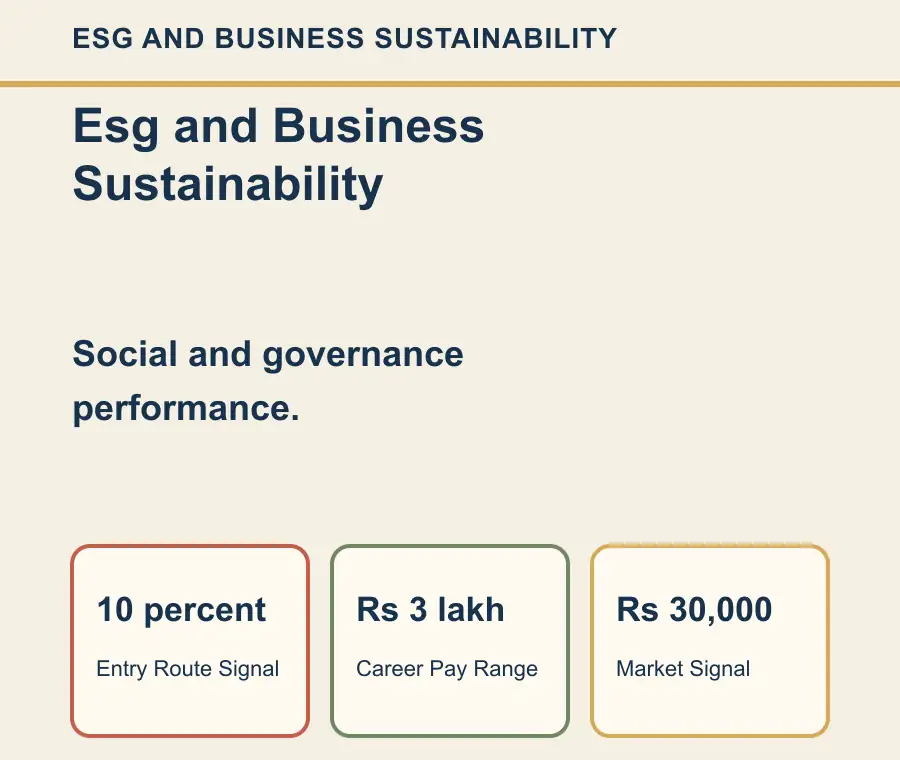 ESG AND BUSINESS SUSTAINABILITY
Esg and Business
Sustainability
Social and governance
performance.
10 percent
Entry Route Signal
Rs 3 lakh
Career Pay Range
Rs 30,000
Market Signal